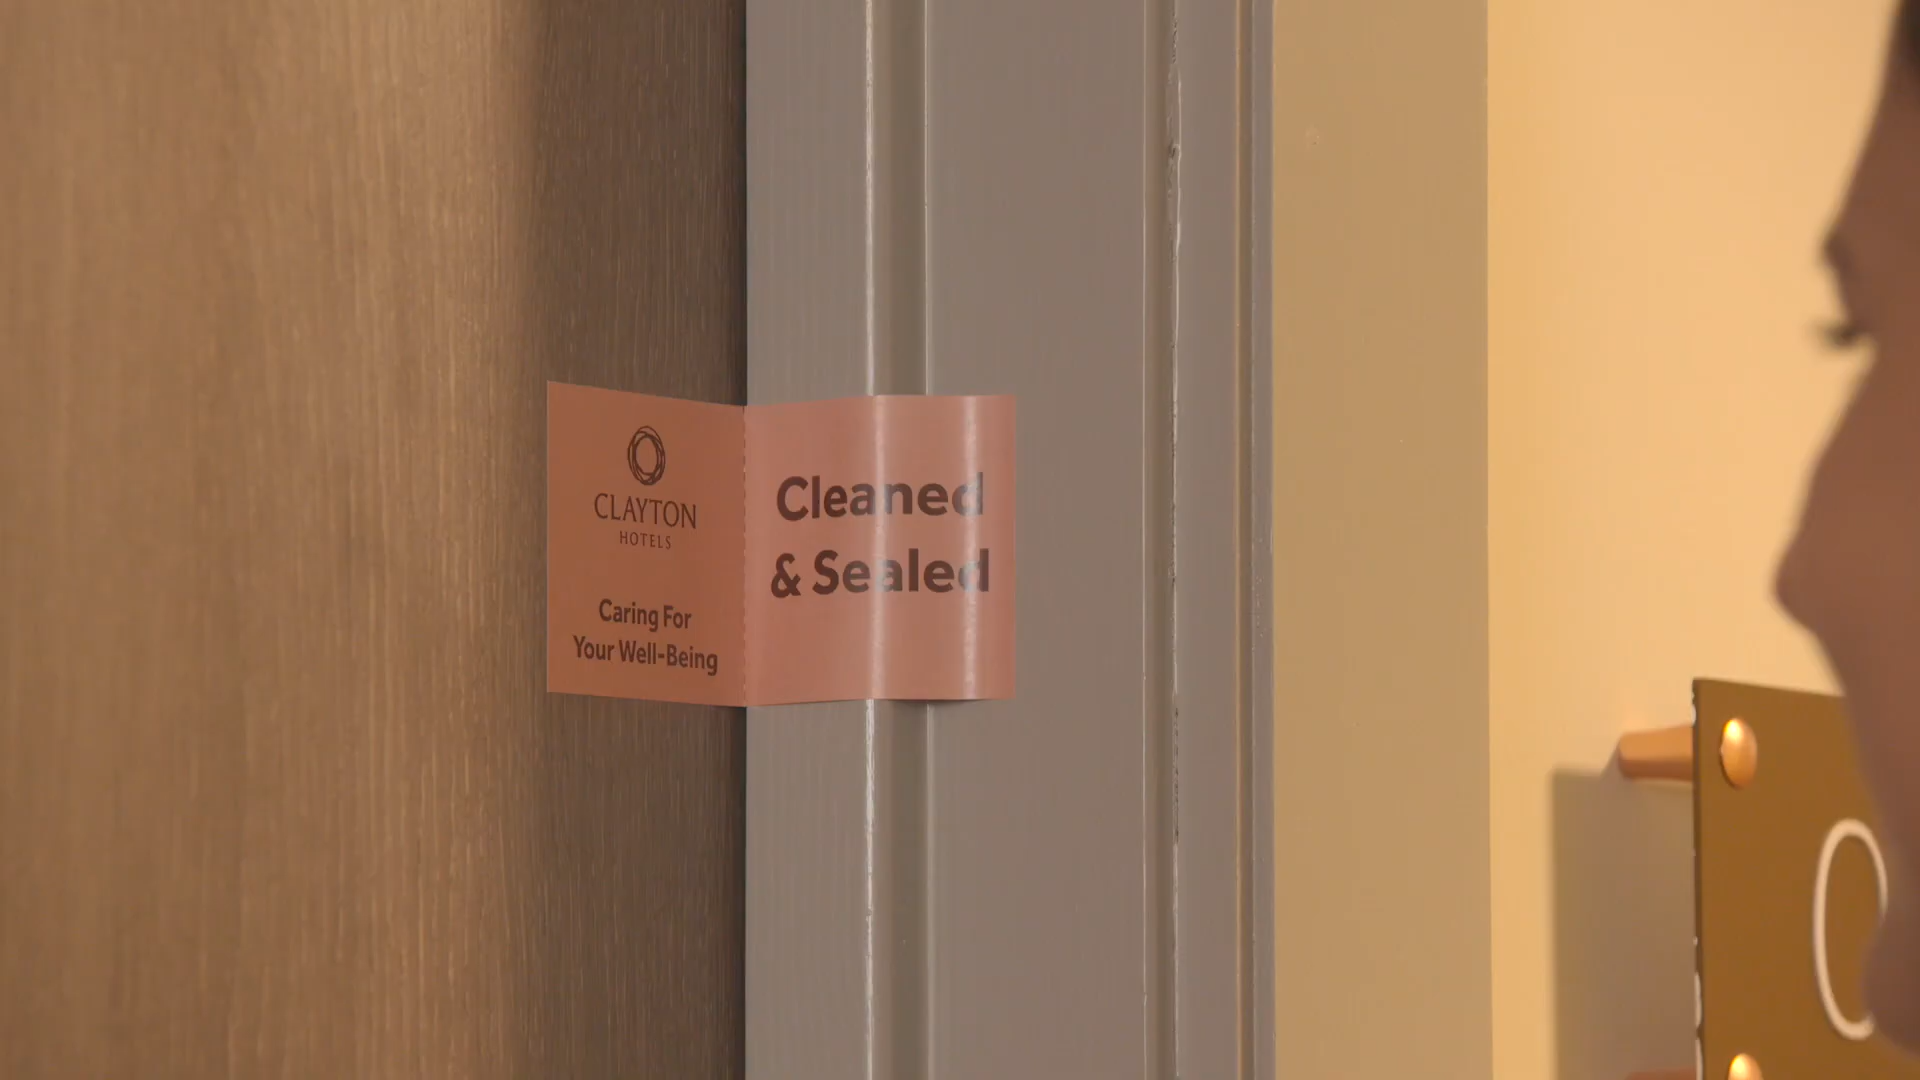 CLAYTON
HOTELS
Caring For
Your Well-Being
Cleaned
& Sealed